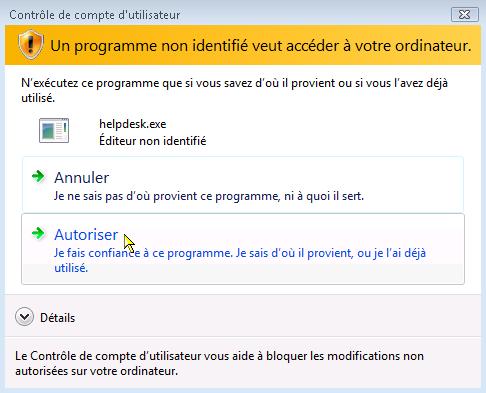 Contrôle de compte d'utilisateur
Un programme non identifié veut accéder à votre ordinateur.
N'exécutez ce programme que si vous savez d'où il provient ou si vous l'avez déjà
utilisé.
helpdesk.exe
Éditeur non identifié
Annuler
Je ne sais pas d'où provient ce programme, ni à quoi il sert.
Autoriser
Je fais confiance à ce programme. Je sais d'où il provient, ou je l'ai déjà
utilisé.
Détails
Le Contrôle de compte d'utilisateur vous aide à bloquer les modifications non
autorisées sur votre ordinateur.